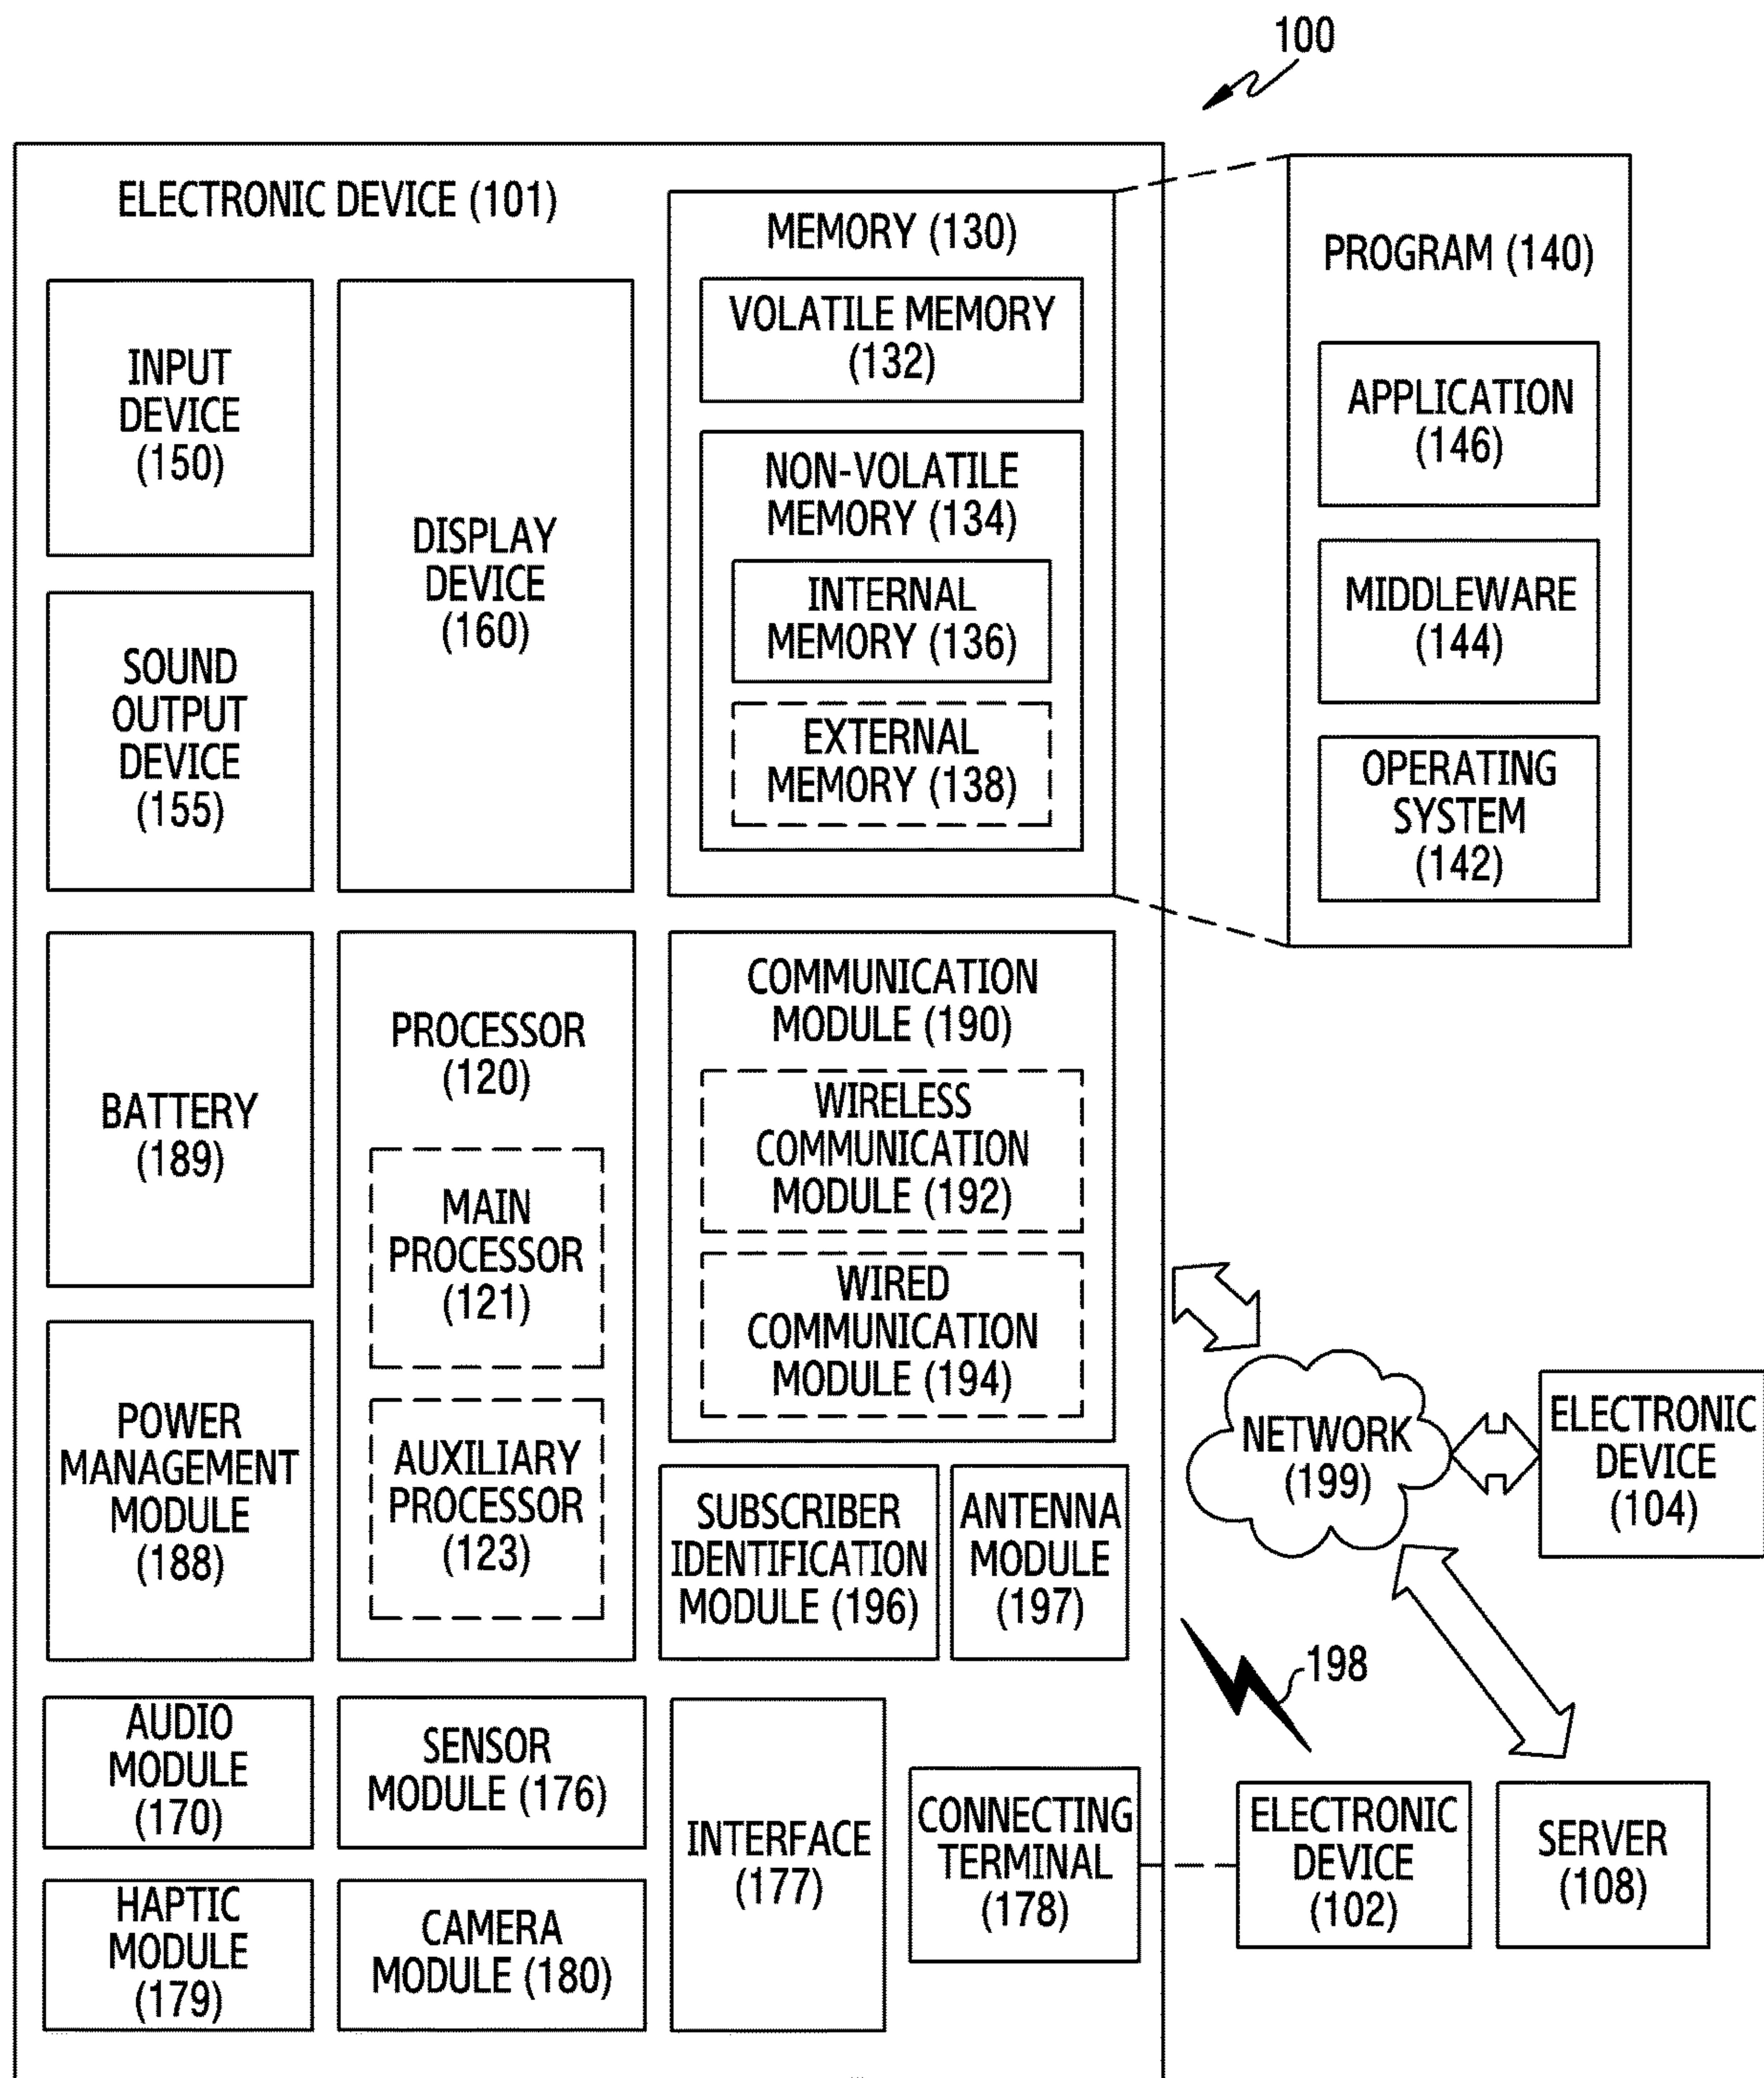 100
ELECTRONIC DEVICE (101)
INPUT
DEVICE
(150)
SOUND
OUTPUT
DEVICE
(155)
DISPLAY
DEVICE
(160)
MEMORY (130)
VOLATILE MEMORY
(132)
NON-VOLATILE
MEMORY (134)
INTERNAL
MEMORY (136)
EXTERNAL
MEMORY (138)
PROGRAM (140)
APPLICATION
(146)
MIDDLEWARE
(144)
OPERATING
SYSTEM
(142)
BATTERY
(189)
POWER
MANAGEMENT
MODULE
(188)
PROCESSOR
(120)
MAIN
PROCESSOR
(121)
AUXILIARY
PROCESSOR
(123)
COMMUNICATION
MODULE (190)
WIRELESS
COMMUNICATION
MODULE (192)
WIRED
COMMUNICATION
MODULE (194)
SUBSCRIBER
IDENTIFICATION
MODULE (196)
ANTENNA
MODULE
(197)
NETWORK
(199)
ELECTRONIC
DEVICE
(104)
198
AUDIO
MODULE
(170)
SENSOR
MODULE (176)
HAPTIC
MODULE
(179)
CAMERA
MODULE (180)
INTERFACE
(177)
CONNECTING
TERMINAL
(178)
ELECTRONIC
DEVICE
(102)
SERVER
(108)